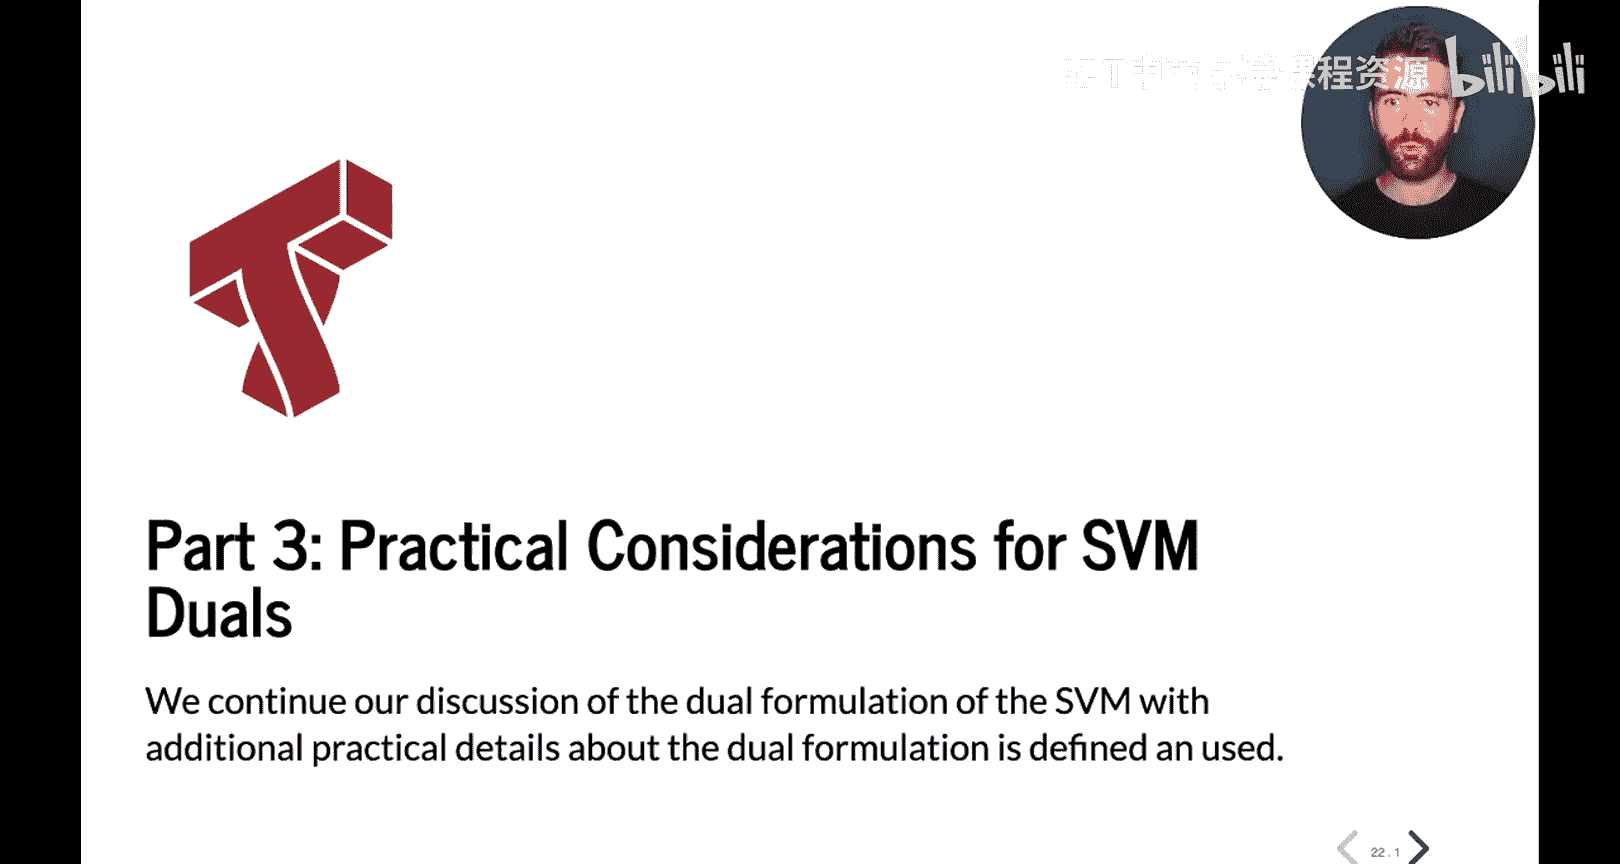 课程资源 bilibili
Part 3: Practical Considerations for SVM
Duals
We continue our discussion of the dual formulation of the SVM with
additional practical details about the dual formulation is defined an used.
22.1